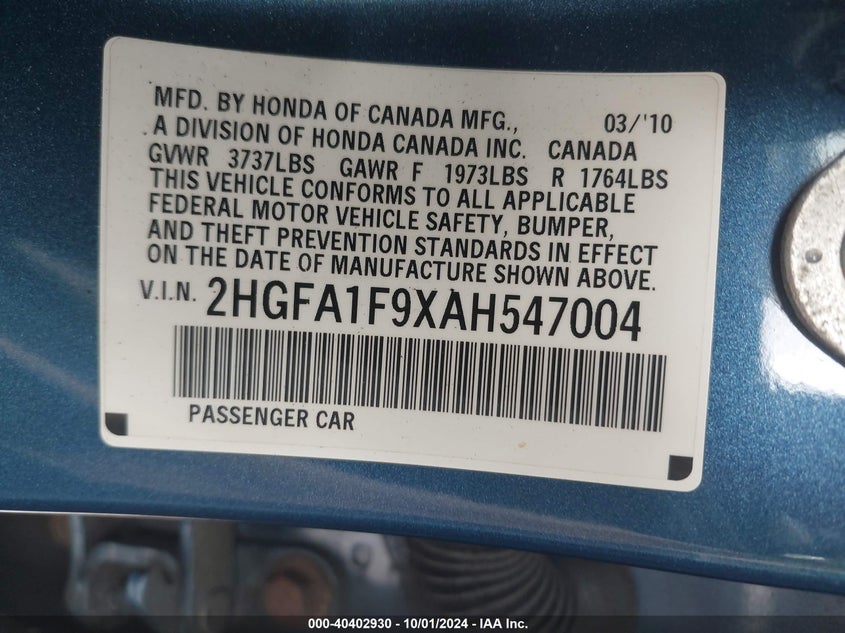 MFD. BY HONDA OF CANADA MFG., 03/'10
A DIVISION OF HONDA CANADA INC. CANADA
GVWR 3737LBS GAWR F 1973LBS R 1764LBS
THIS VEHICLE CONFORMS TO ALL APPLICABLE
FEDERAL MOTOR VEHICLE SAFETY, BUMPER,
AND THEFT PREVENTION STANDARDS IN EFFECT
ON THE DATE OF MANUFACTURE SHOWN ABOVE.
V.I.N. 2HGFA1F9XAH547004
PASSENGER CAR
000-40402930 - 10/01/2024 - IAA Inc.